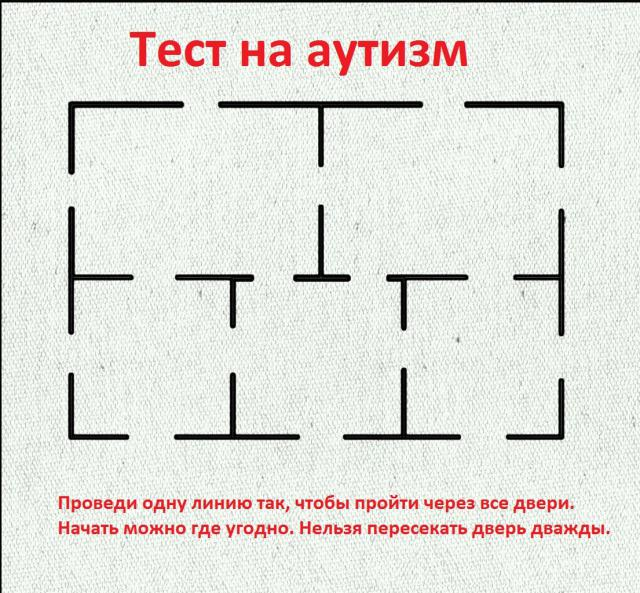 Тест на аутизм
Проведи одну линию так, чтобы пройти через все двери.
Начать можно где угодно. Нельзя пересекать дверь дважды.